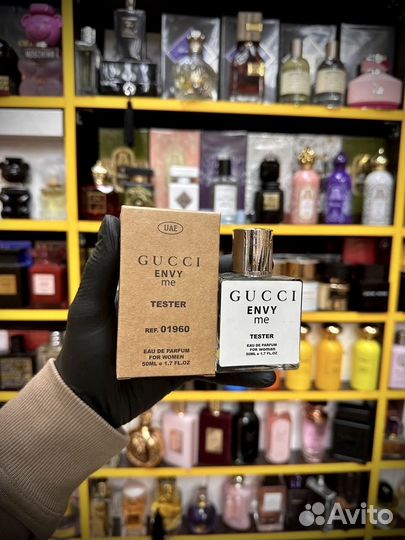 UAE
GUCCI
ENVY
me
TESTER
REF. 01960
EAU DE PARFUM
FOR WOMEN
50ML e 1.7 FL.OZ
GUCCI
ENVY
me
TESTER
EAU DE PARFUM
FOR WOMAN
50ML e 1.7 FL.OZ
Avito